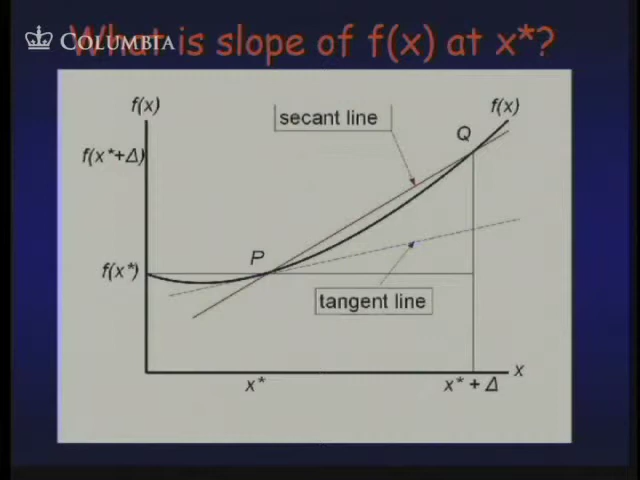 What is slope of f(x) at x*?
COLUMBIA
f(x)
secant line
f(x)
Q
f(x*+Δ)
P
f(x*)
tangent line
x
x*
x* + Δ